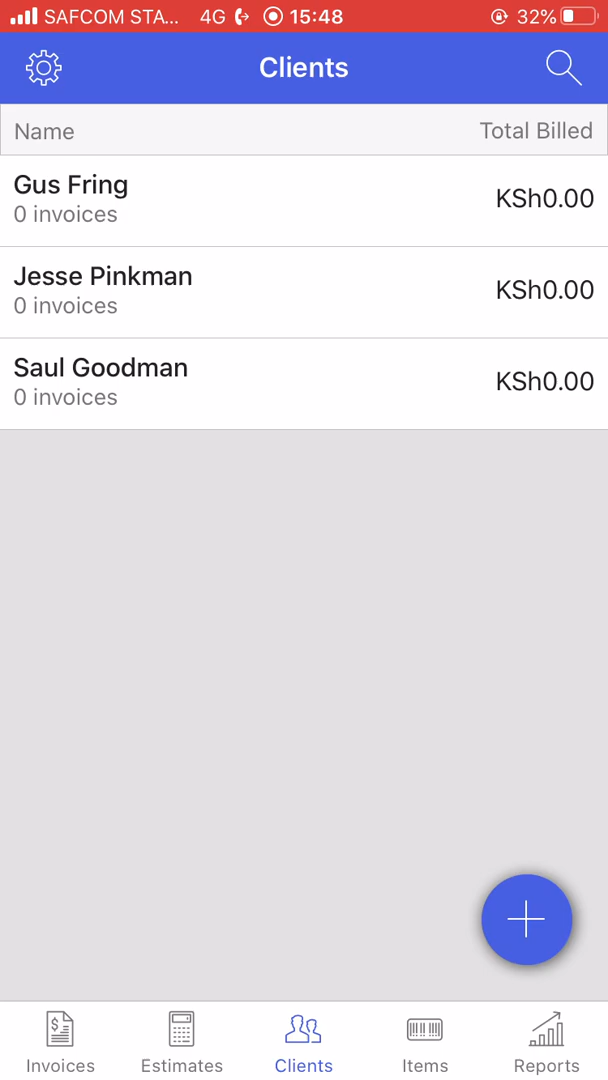 SAFCOM STA... 4G 15:48 32%
Clients
Name Total Billed
Gus Fring
0 invoices
KSh0.00
Jesse Pinkman
0 invoices
KSh0.00
Saul Goodman
0 invoices
KSh0.00
Invoices Estimates Clients Items Reports